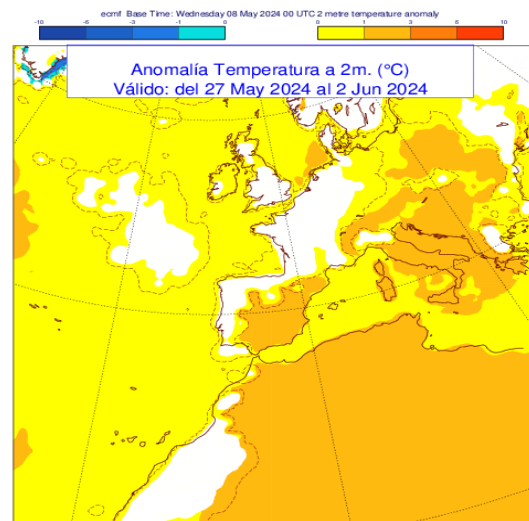 ecmf Base Time: Wednesday 08 May 2024 00 UTC 2 metre temperature anomaly
-10 -6 -3 -1 0 0 1 3 6 10
Anomalía Temperatura a 2m. (°C)
Válido: del 27 May 2024 al 2 Jun 2024